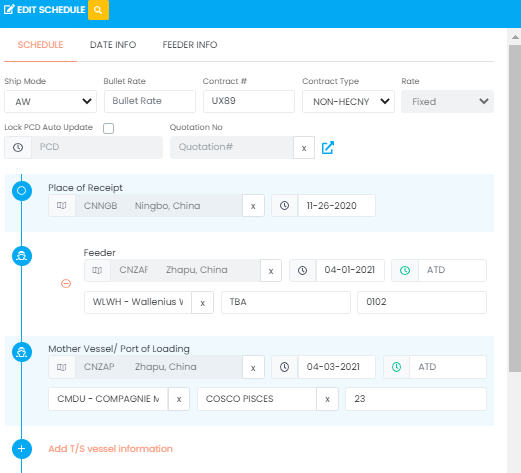 EDIT SCHEDULE
SCHEDULE DATE INFO FEEDER INFO
Ship Mode Bullet Rate Contract # Contract Type Rate
AW Bullet Rate UX89 NON-HECNY Fixed
Lock PCD Auto Update Quotation No
PCD Quotation# x
Place of Receipt
CNNGB Ningbo, China x 11-26-2020
Feeder
CNZAF Zhapu, China x 04-01-2021 ATD
WLWH - Wallenius W x TBA 0102
Mother Vessel/ Port of Loading
CNZAP Zhapu, China x 04-03-2021 ATD
CMDU - COMPAGNIE M x COSCO PISCES x 23
Add T/S vessel information